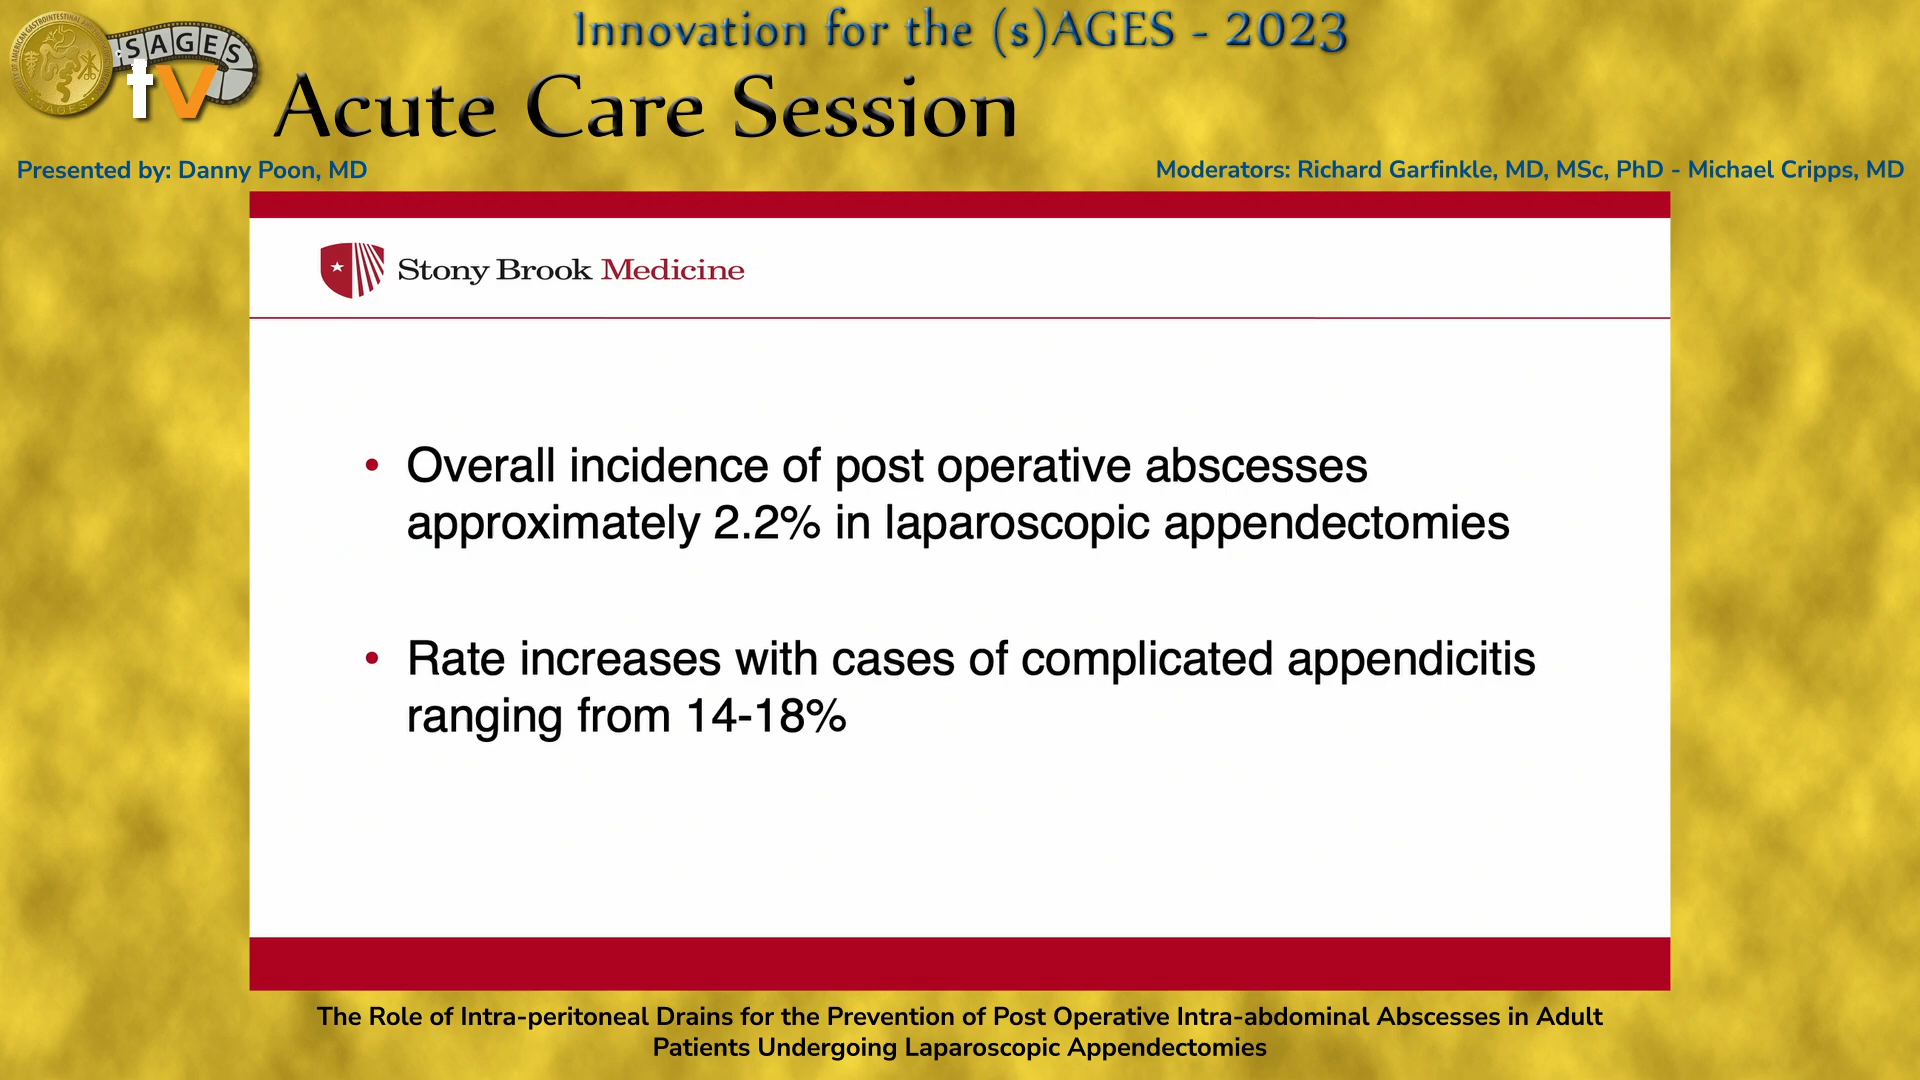 Innovation for the (s)AGES - 2023
SAGES
tv
Acute Care Session
Presented by: Danny Poon, MD
Moderators: Richard Garfinkle, MD, MSc, PhD - Michael Cripps, MD
Stony Brook Medicine
• Overall incidence of post operative abscesses
approximately 2.2% in laparoscopic appendectomies
• Rate increases with cases of complicated appendicitis
ranging from 14-18%
The Role of Intra-peritoneal Drains for the Prevention of Post Operative Intra-abdominal Abscesses in Adult
Patients Undergoing Laparoscopic Appendectomies